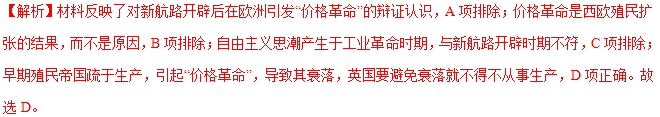 【解析】材料反映了对新航路开辟后在欧洲引发“价格革命”的辩证认识，A 项排除；价格革命是西欧殖民扩
张的结果，而不是原因，B 项排除；自由主义思潮产生于工业革命时期，与新航路开辟时期不符，C 项排除；
早期殖民帝国疏于生产，引起“价格革命”，导致其衰落，英国要避免衰落就不得不从事生产，D 项正确。故
选 D。